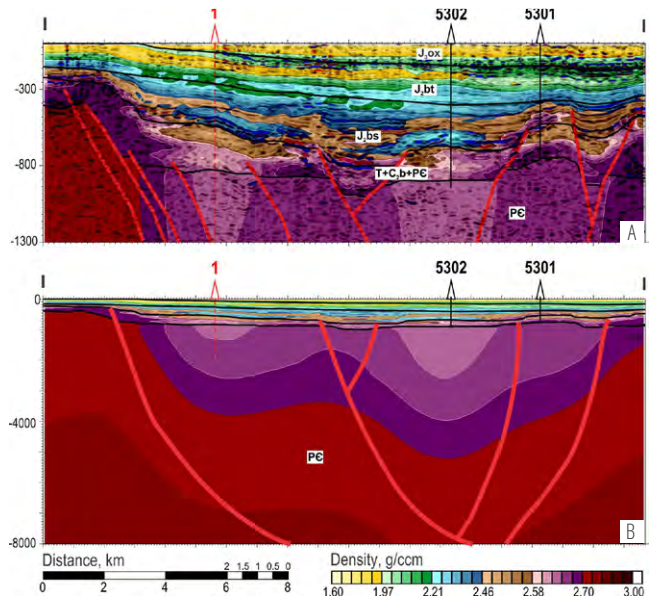 I 1 5302 5301 I
J₃ox
-300
J₂bt
J₂bs
-800
T+C₁b+PЄ
PЄ
-1300
A
I 1 5302 5301 I
0
-4000
PЄ
-8000
B
Distance, km 2 1.5 1 0.5 0
0 2 4 6 8
Density, g/ccm
1.60 1.97 2.21 2.46 2.58 2.70 3.00